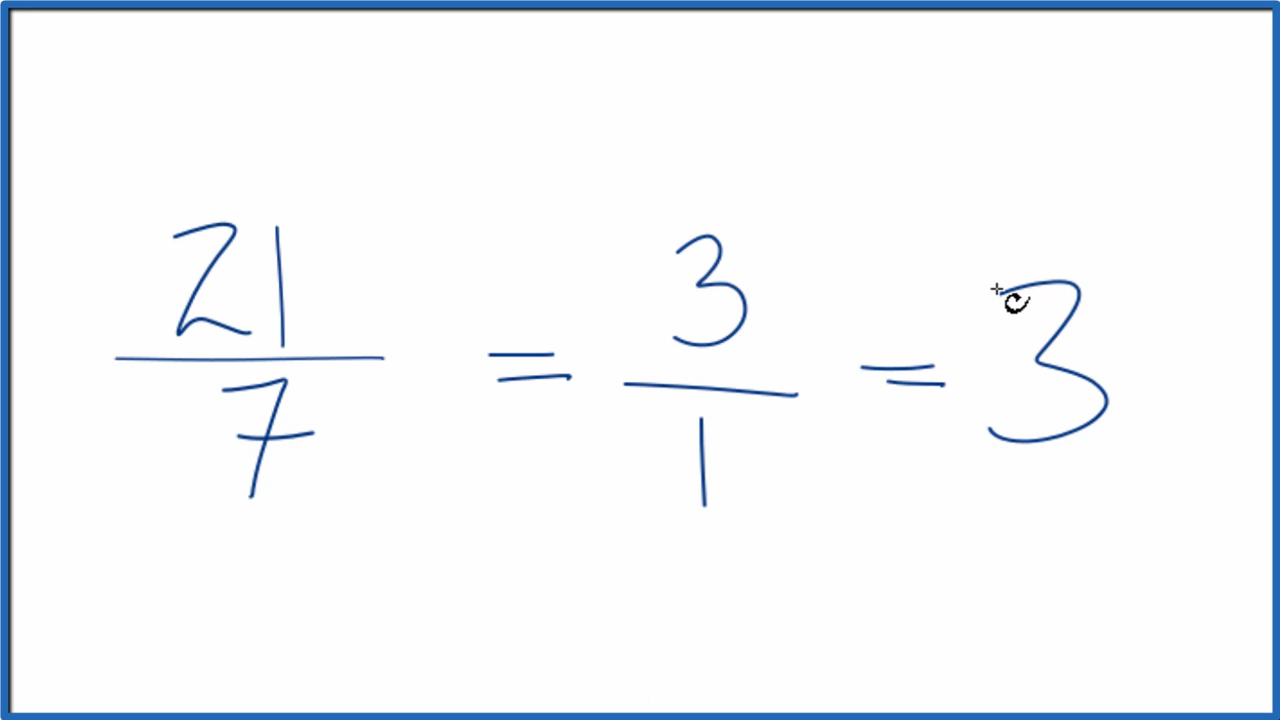 21/7 = 3/1 = 3